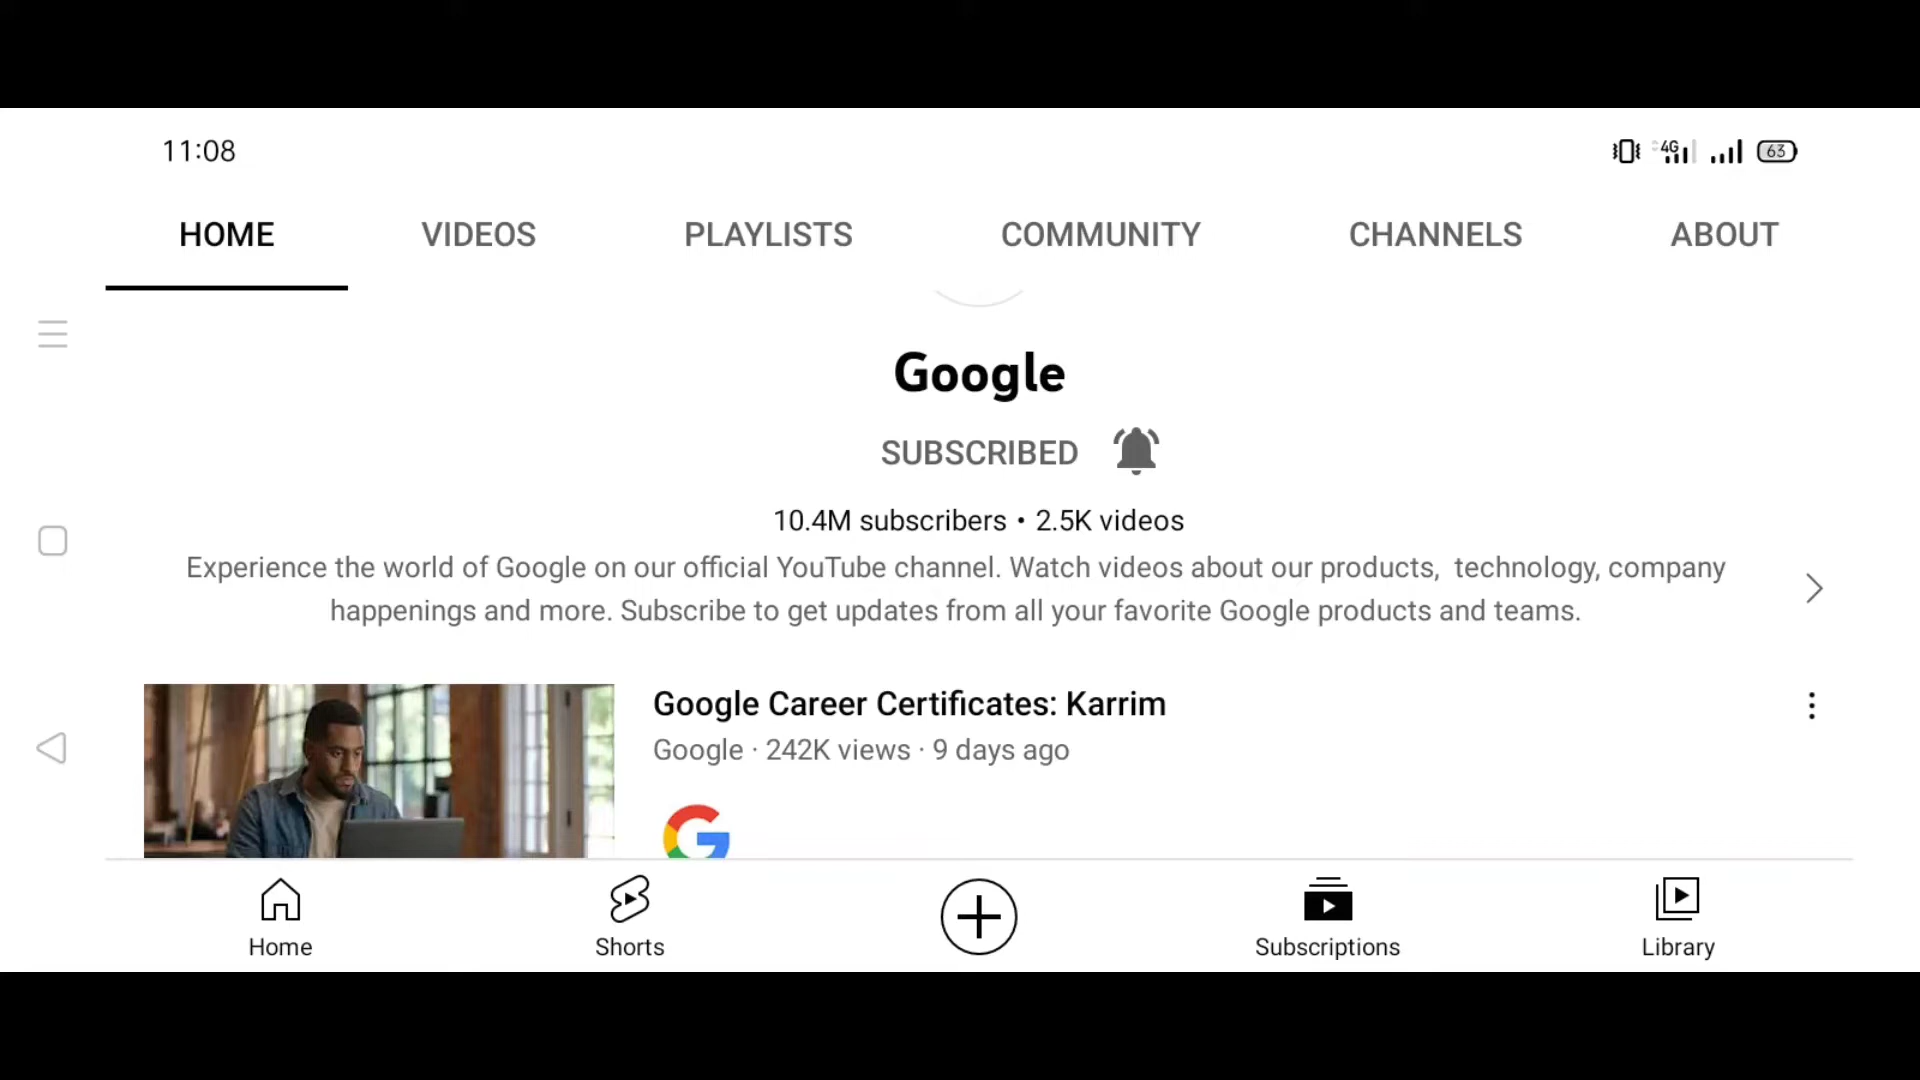 11:08
4G
63
HOME VIDEOS PLAYLISTS COMMUNITY CHANNELS ABOUT
Google
SUBSCRIBED
10.4M subscribers • 2.5K videos
Experience the world of Google on our official YouTube channel. Watch videos about our products,  technology, company
happenings and more. Subscribe to get updates from all your favorite Google products and teams.
Google Career Certificates: Karrim
Google · 242K views · 9 days ago
Home Shorts Subscriptions Library